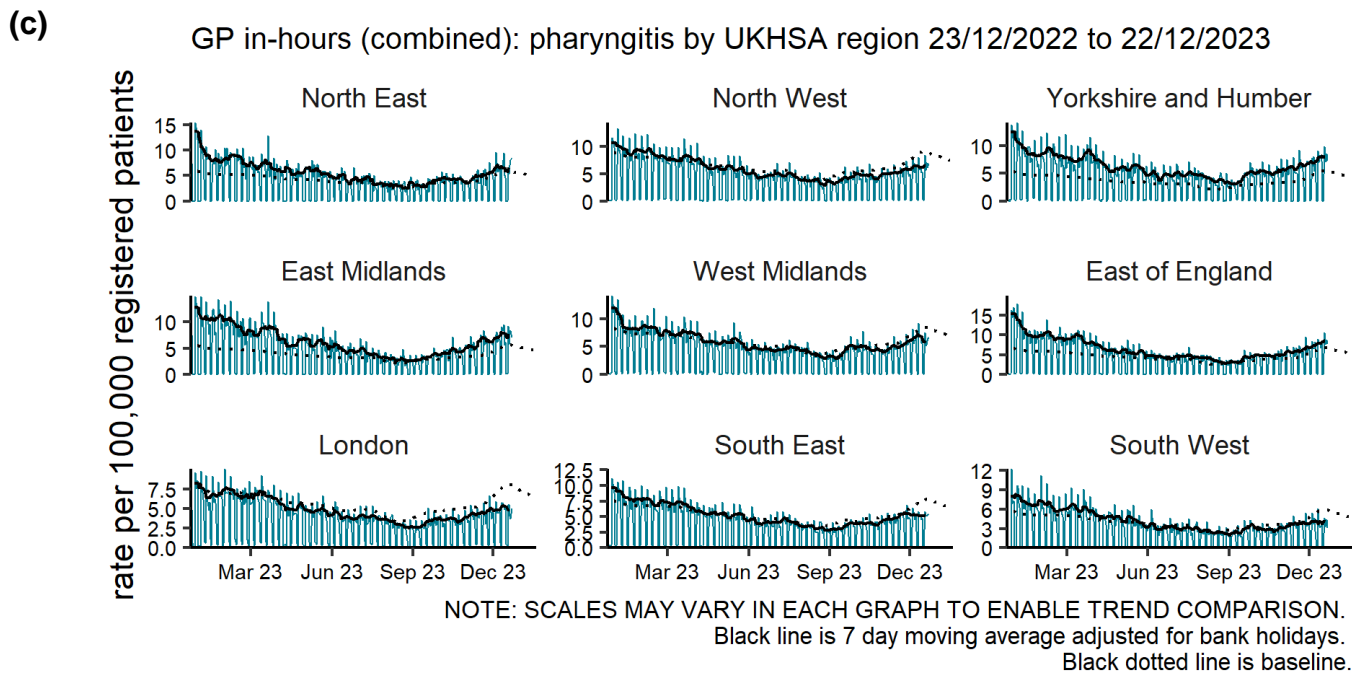 (c)
GP in-hours (combined): pharyngitis by UKHSA region 23/12/2022 to 22/12/2023
rate per 100,000 registered patients
North East
15
10
5
0
North West
10
5
0
Yorkshire and Humber
10
5
0
East Midlands
10
5
0
West Midlands
10
5
0
East of England
15
10
5
0
London
7.5
5.0
2.5
0.0
Mar 23 Jun 23 Sep 23 Dec 23
South East
12.5
10.0
7.5
5.0
2.5
0.0
Mar 23 Jun 23 Sep 23 Dec 23
South West
12
9
6
3
0
Mar 23 Jun 23 Sep 23 Dec 23
NOTE: SCALES MAY VARY IN EACH GRAPH TO ENABLE TREND COMPARISON.
Black line is 7 day moving average adjusted for bank holidays.
Black dotted line is baseline.